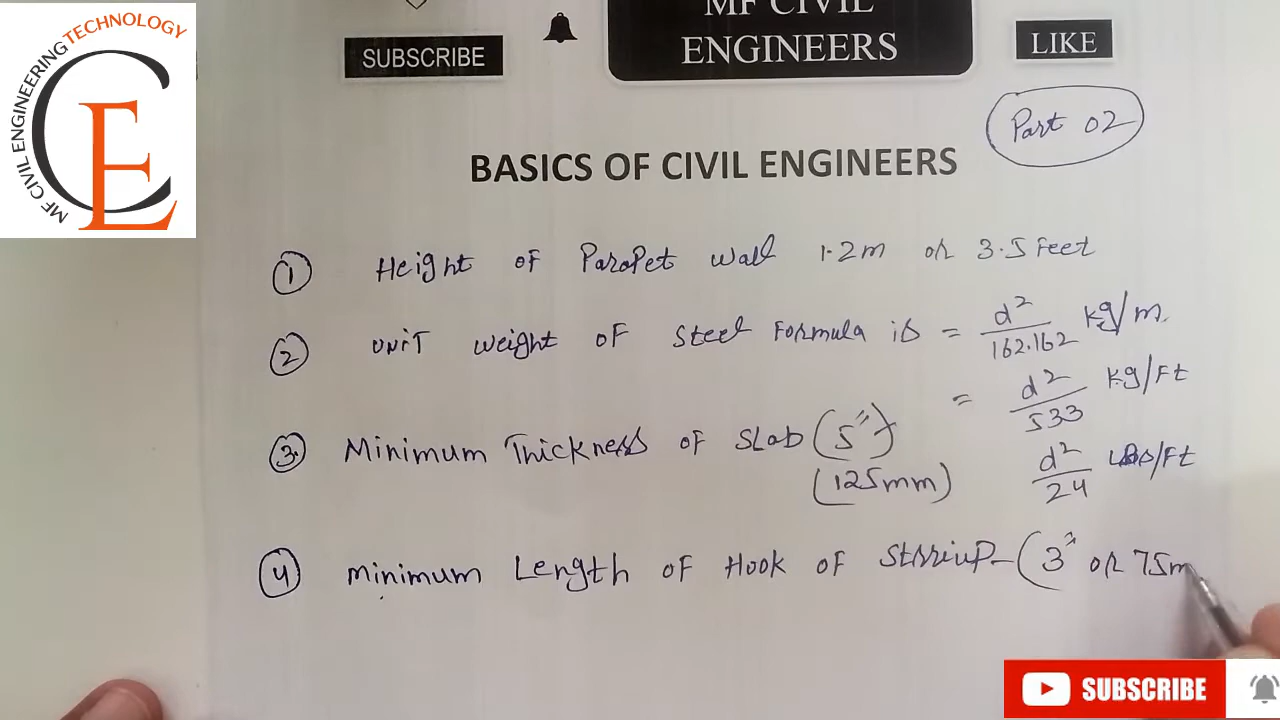 MF CIVIL ENGINEERING TECHNOLOGY
CE
SUBSCRIBE
MF CIVIL
ENGINEERS
LIKE
Part 02
BASICS OF CIVIL ENGINEERS
① Height of Parapet wall 1.2m or 3.5 Feet
② UNIT weight of Steel Formula is = d²/162.162 kg/m.
= d²/533 kg/Ft
③ Minimum Thickness of SLab (5")
(125mm)
d²/24 Lbs/Ft
④ minimum Length of Hook of Stirrup - (3" or 75m
SUBSCRIBE